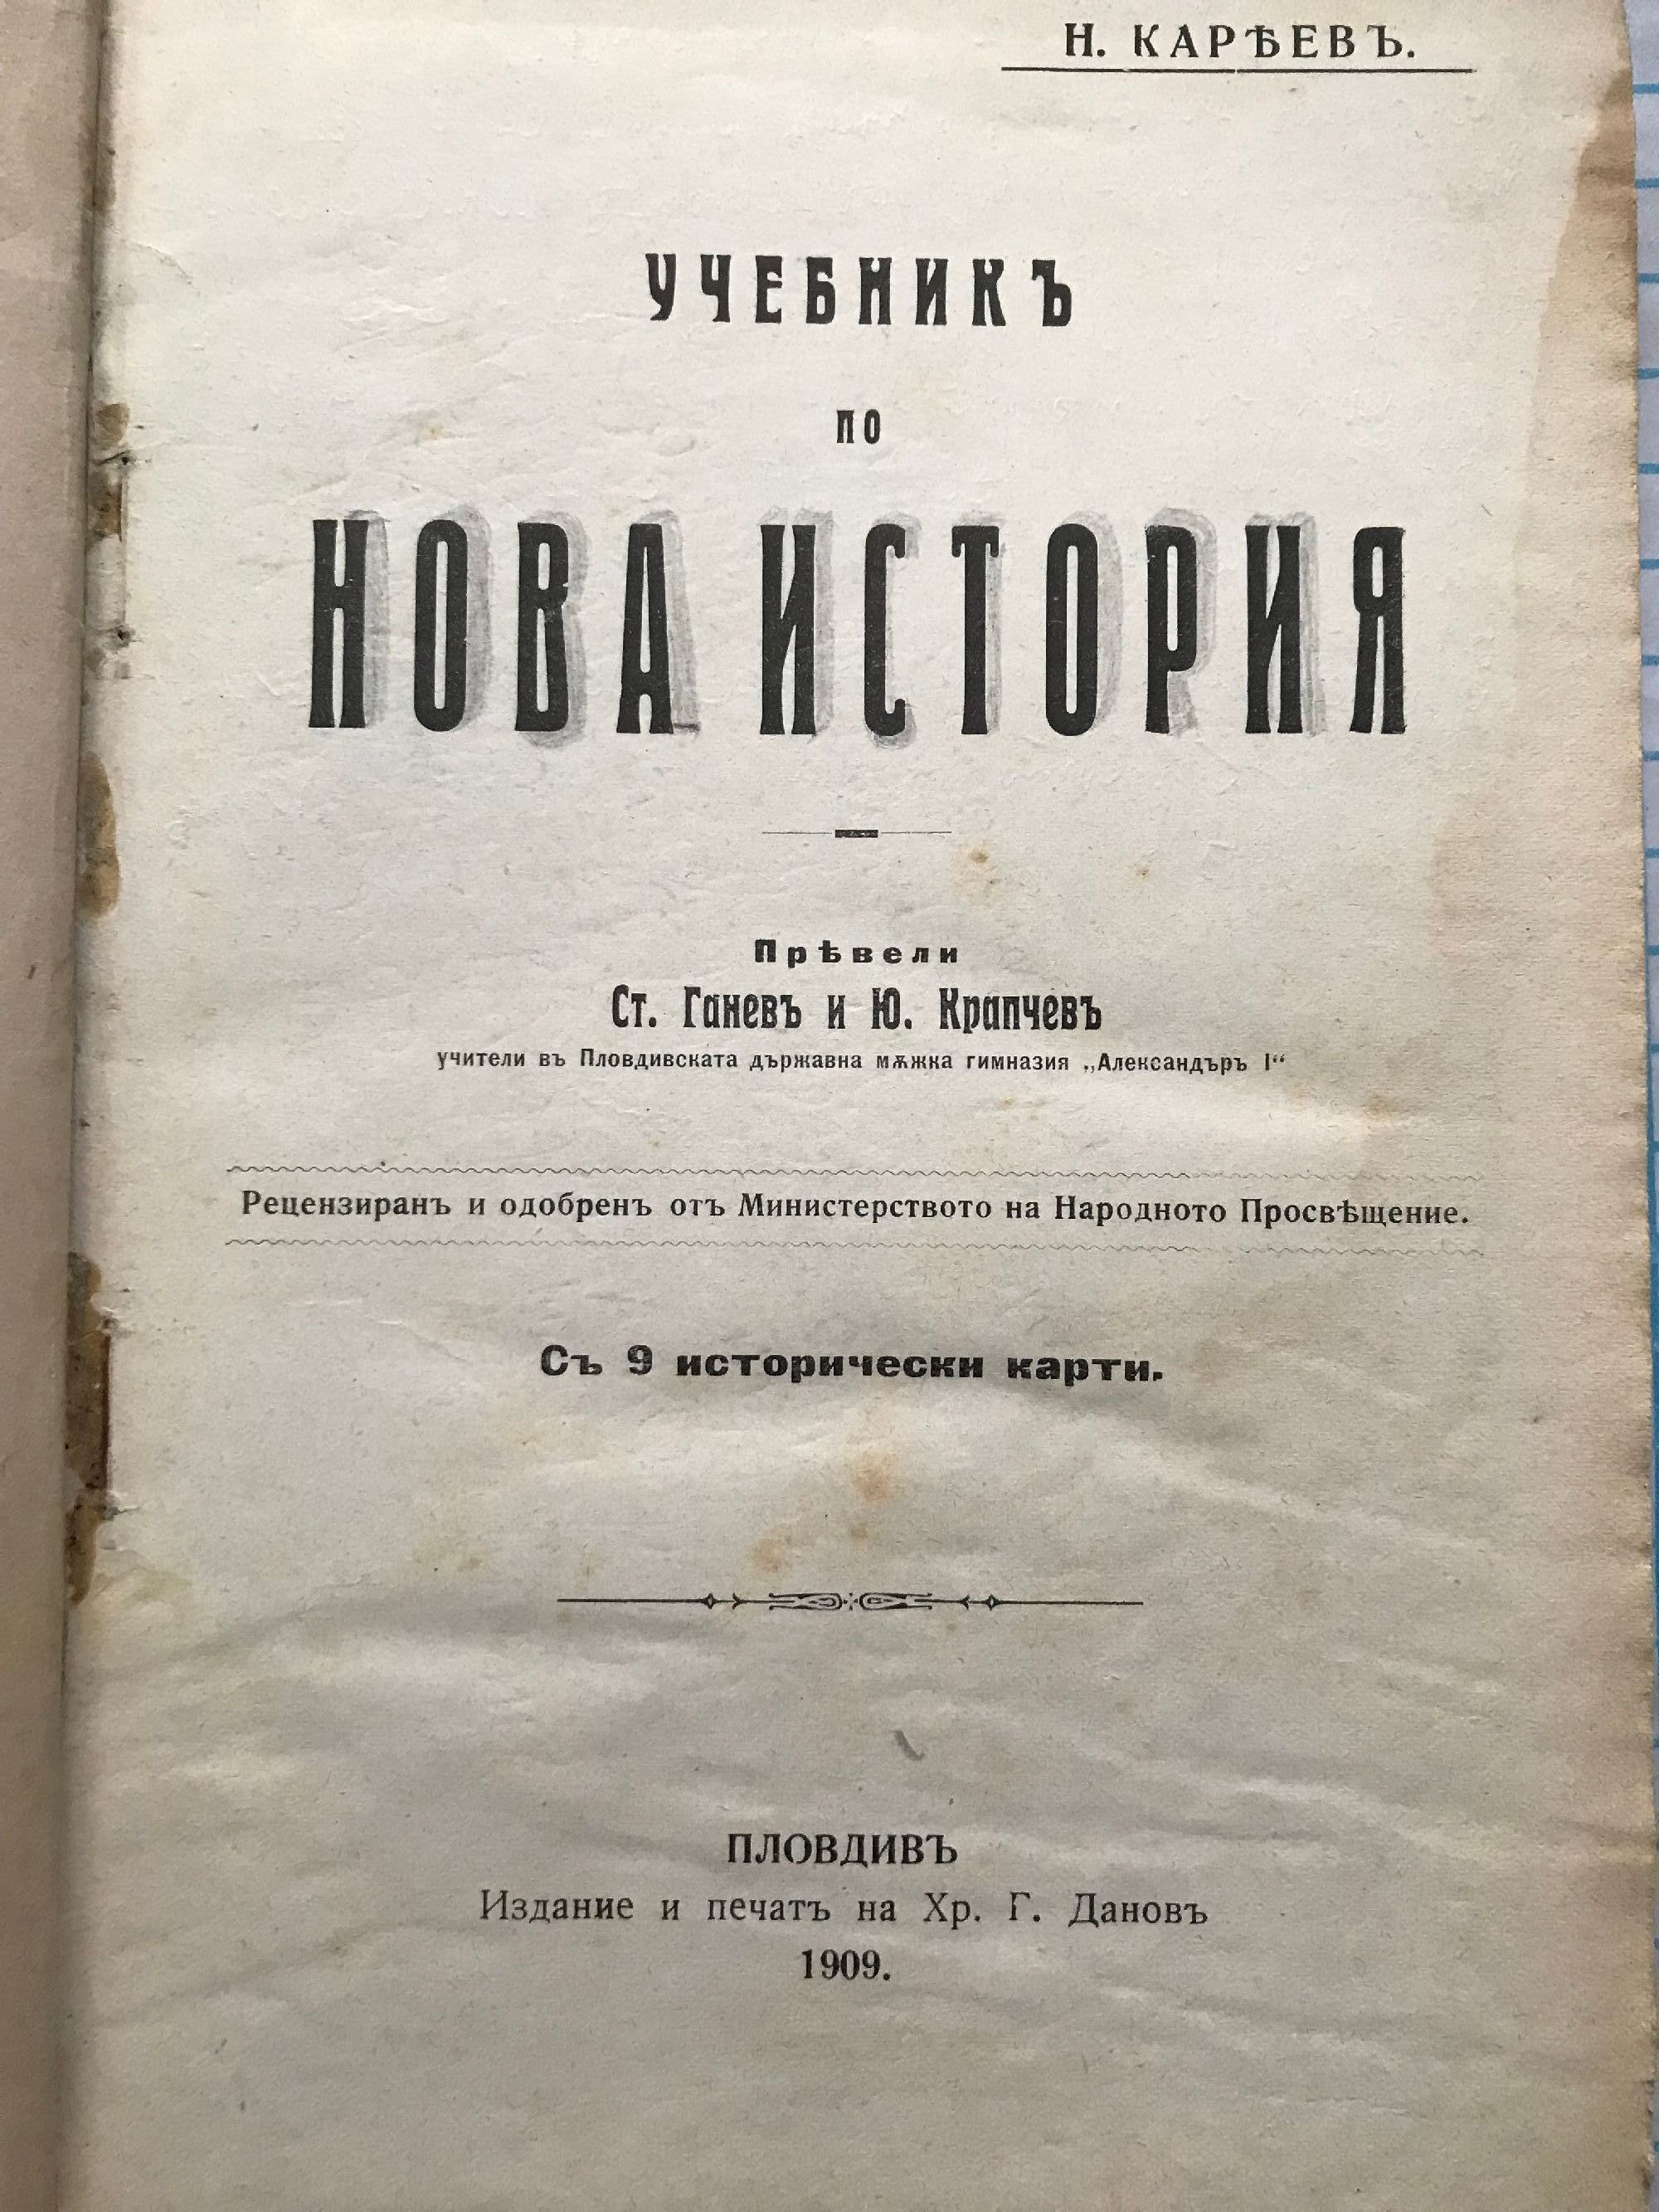 Н. КАРѢЕВЪ.
УЧЕБНИКЪ
ПО
НОВА ИСТОРИЯ
Прѣвели
Ст. Ганевъ и Ю. Крапчевъ
учители въ Пловдивската държавна мѫжка гимназия „Александъръ I“
Рецензиранъ и одобренъ отъ Министерството на Народното Просвѣщение.
Съ 9 исторически карти.
ПЛОВДИВЪ
Издание и печатъ на Хр. Г. Дановъ
1909.